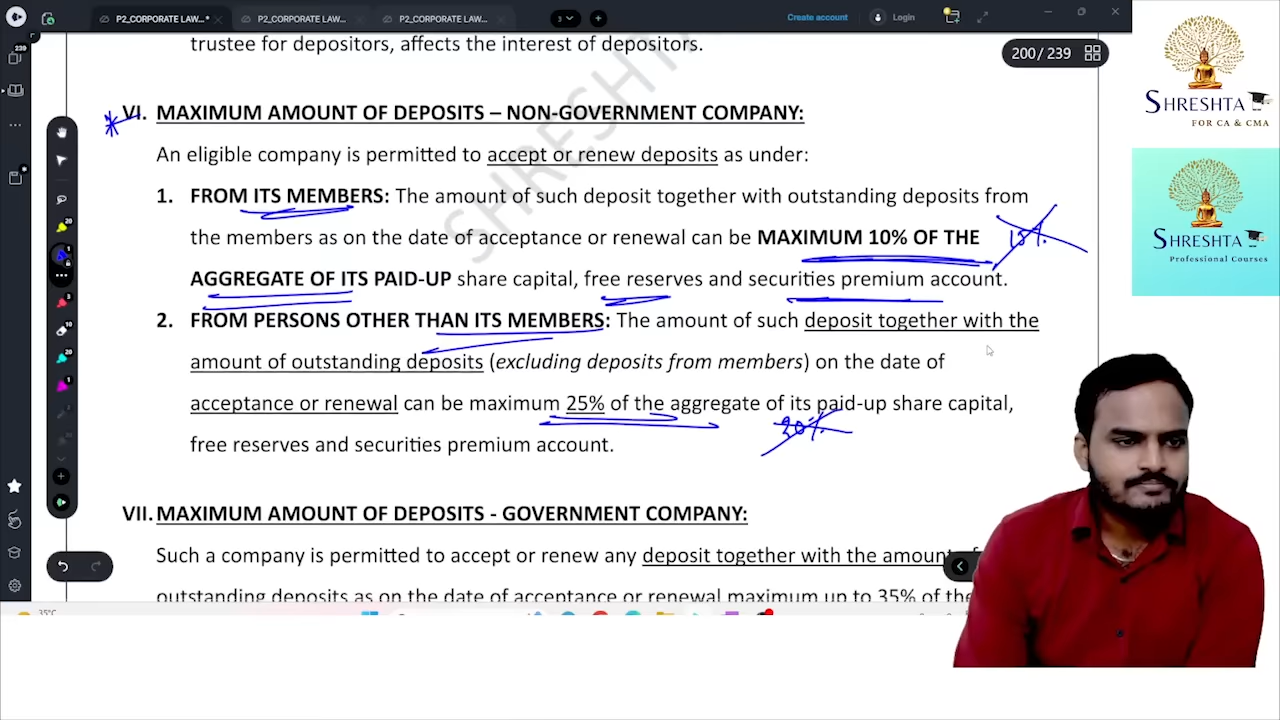 P2_CORPORATE LAW...* P2_CORPORATE LAW... P2_CORPORATE LAW... 3 Create account Login
239
trustee for depositors, affects the interest of depositors.
200/239
VI. MAXIMUM AMOUNT OF DEPOSITS – NON-GOVERNMENT COMPANY:
An eligible company is permitted to accept or renew deposits as under:
1. FROM ITS MEMBERS: The amount of such deposit together with outstanding deposits from
the members as on the date of acceptance or renewal can be MAXIMUM 10% OF THE
AGGREGATE OF ITS PAID-UP share capital, free reserves and securities premium account.
2. FROM PERSONS OTHER THAN ITS MEMBERS: The amount of such deposit together with the
amount of outstanding deposits (excluding deposits from members) on the date of
acceptance or renewal can be maximum 25% of the aggregate of its paid-up share capital,
30%
free reserves and securities premium account.
VII. MAXIMUM AMOUNT OF DEPOSITS - GOVERNMENT COMPANY:
Such a company is permitted to accept or renew any deposit together with the amount
outstanding deposits as on the date of acceptance or renewal maximum up to 35% of the
35°C
SHRESHTA
SHRESHTA
FOR CA & CMA
SHRESHTA
Professional Courses